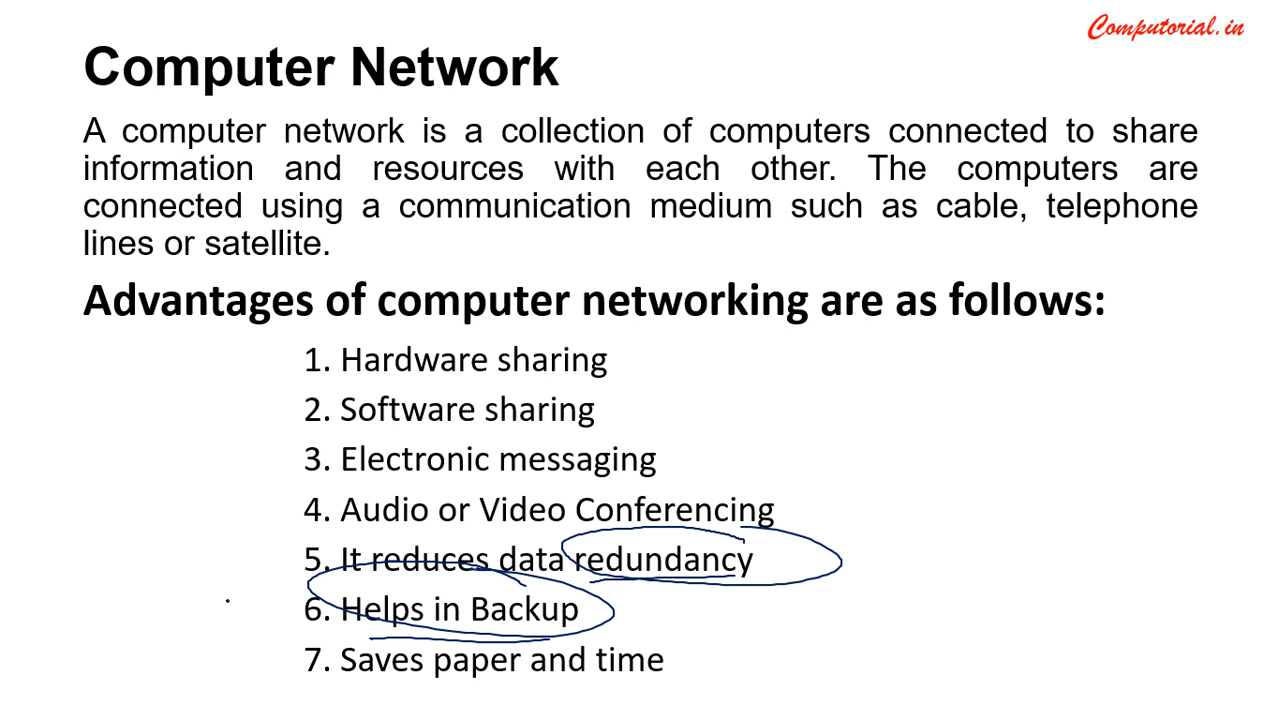 Computorial.in
Computer Network
A computer network is a collection of computers connected to share
information and resources with each other. The computers are
connected using a communication medium such as cable, telephone
lines or satellite.
Advantages of computer networking are as follows:
1. Hardware sharing
2. Software sharing
3. Electronic messaging
4. Audio or Video Conferencing
5. It reduces data redundancy
6. Helps in Backup
7. Saves paper and time